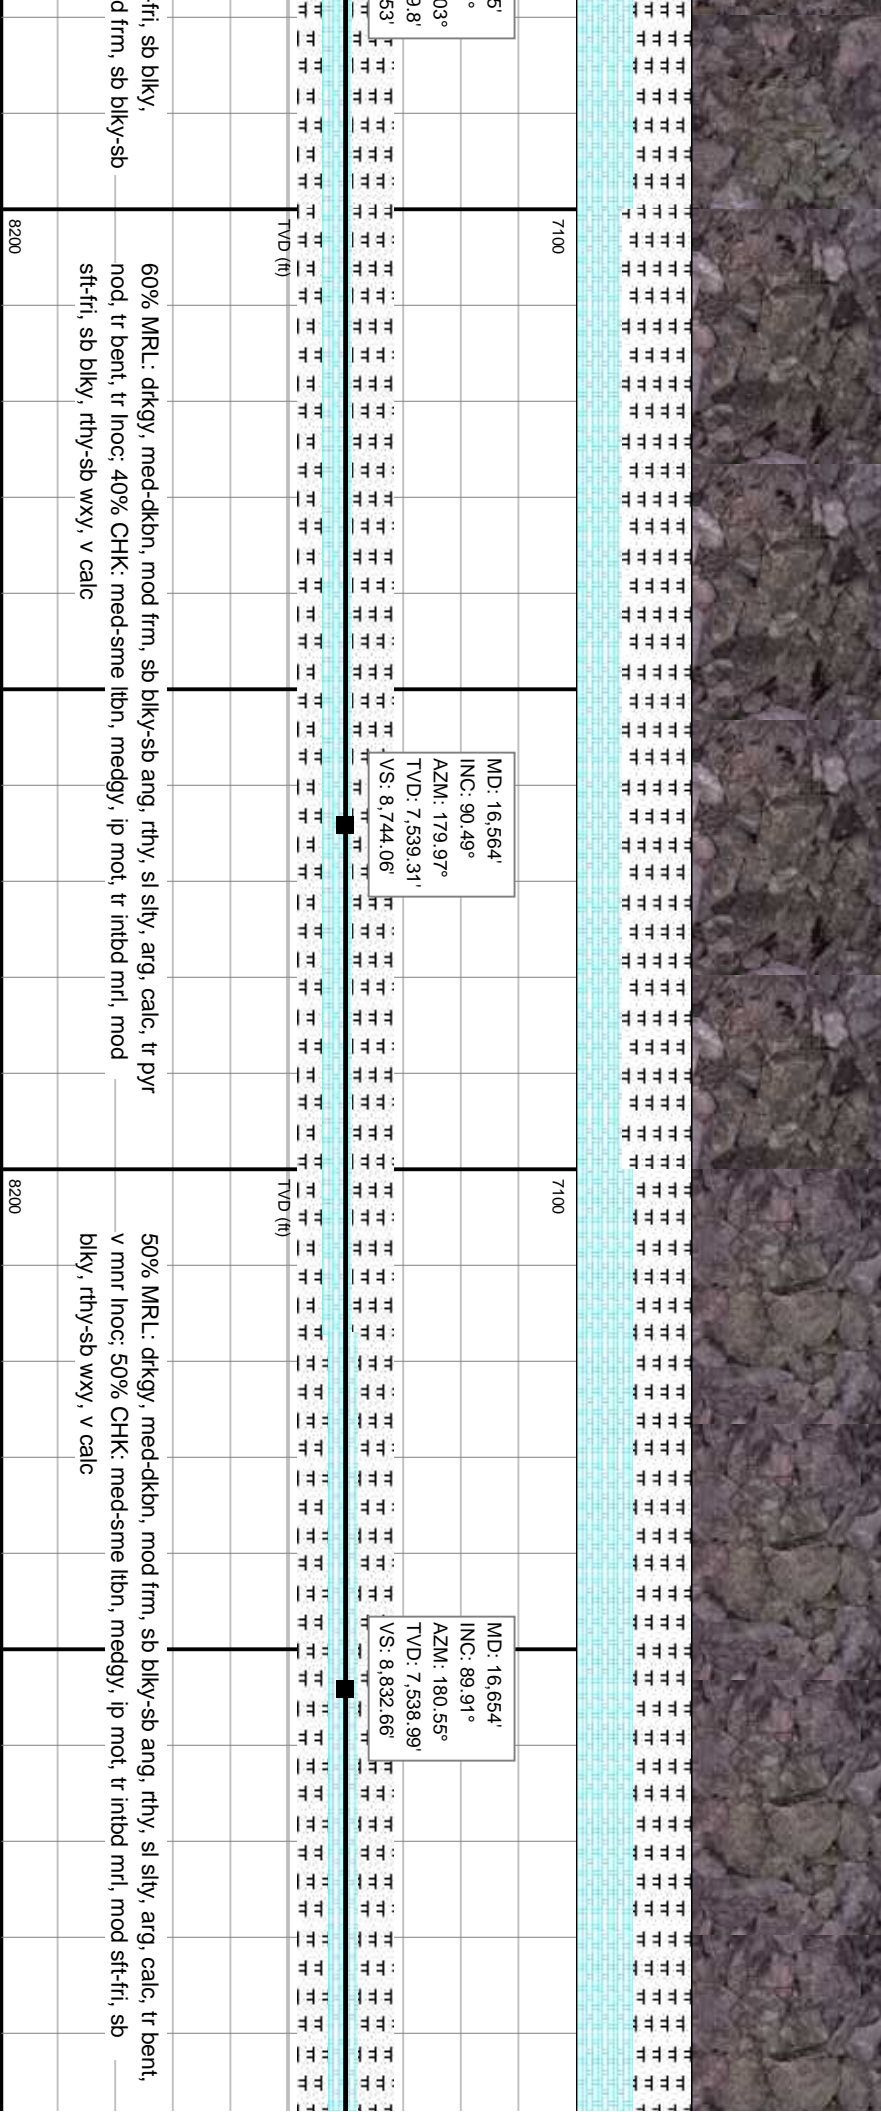 5'
°
03°
9.8'
53'
-fri, sb blky,
d frm, sb blky-sb
7100
TVD (ft)
8200
60% MRL: drkgy, med-dkbn, mod frm, sb blky-sb ang, rthy, sl slty, arg, calc, tr pyr
nod, tr bent, tr Inoc; 40% CHK: med-sme ltbn, medgy, ip mot, tr intbd mrl, mod
sft-fri, sb blky, rthy-sb wxy, v calc
MD: 16,564'
INC: 90.49°
AZM: 179.97°
TVD: 7,539.31'
VS: 8,744.06'
7100
TVD (ft)
8200
50% MRL: drkgy, med-dkbn, mod frm, sb blky-sb ang, rthy, sl slty, arg, calc, tr bent,
v mnr Inoc; 50% CHK: med-sme ltbn, medgy, ip mot, tr intbd mrl, mod sft-fri, sb
blky, rthy-sb wxy, v calc
MD: 16,654'
INC: 89.91°
AZM: 180.55°
TVD: 7,538.99'
VS: 8,832.66'